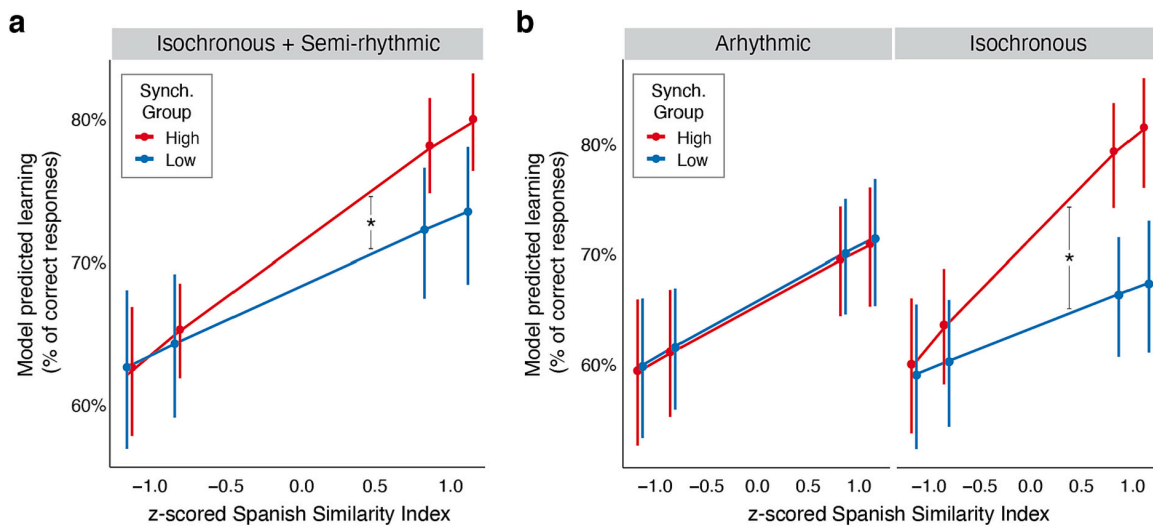 a
Isochronous + Semi-rhythmic
Synch.
Group
High
Low
80%
70%
60%
Model predicted learning
(% of correct responses)
*
−1.0 −0.5 0.0 0.5 1.0
z-scored Spanish Similarity Index
b
Arhythmic Isochronous
Synch.
Group
High
Low
80%
70%
60%
Model predicted learning
(% of correct responses)
*
−1.0 −0.5 0.0 0.5 1.0 −1.0 −0.5 0.0 0.5 1.0
z-scored Spanish Similarity Index